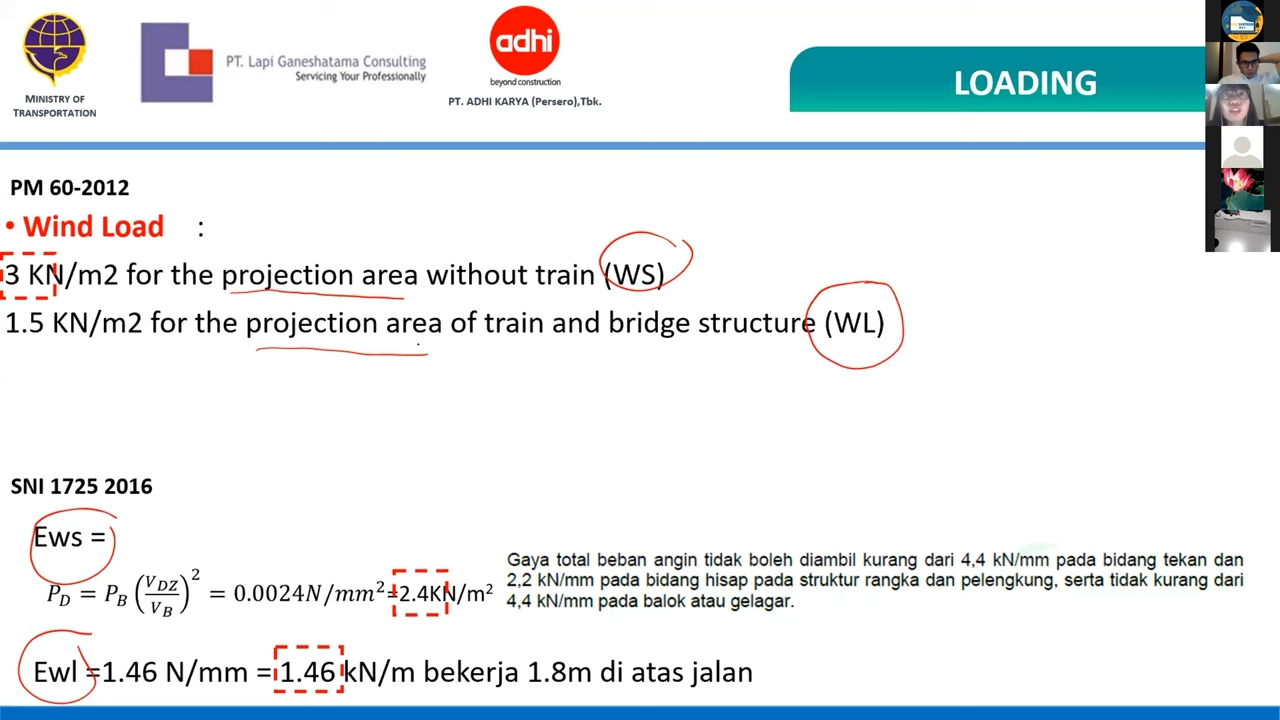 MINISTRY OF
TRANSPORTATION
PT. Lapi Ganeshatama Consulting
Servicing Your Professionally
adhi
beyond construction
PT. ADHI KARYA (Persero),Tbk.
LOADING
PM 60-2012
• Wind Load :
3 KN/m2 for the projection area without train (WS)
1.5 KN/m2 for the projection area of train and bridge structure (WL)
SNI 1725 2016
Ews =
P_D = P_B (V_DZ/V_B)^2 = 0.0024N/mm²=2.4KN/m²
Gaya total beban angin tidak boleh diambil kurang dari 4,4 kN/mm pada bidang tekan dan
2,2 kN/mm pada bidang hisap pada struktur rangka dan pelengkung, serta tidak kurang dari
4,4 kN/mm pada balok atau gelagar.
Ewl =1.46 N/mm = 1.46 kN/m bekerja 1.8m di atas jalan